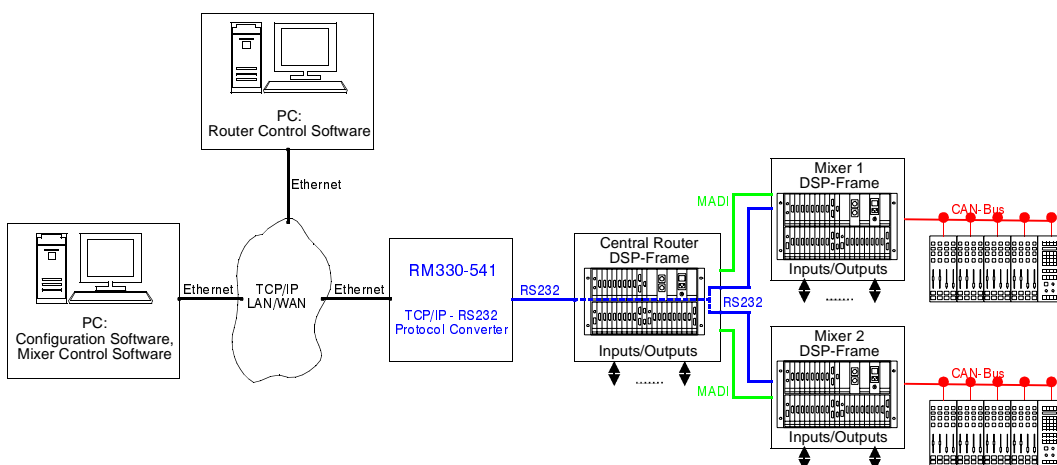 PC:
Router Control Software
Ethernet
PC:
Configuration Software,
Mixer Control Software
Ethernet
TCP/IP
LAN/WAN
Ethernet
RM330-541
TCP/IP - RS232
Protocol Converter
RS232
Central Router
DSP-Frame
Inputs/Outputs
.......
MADI
RS232
MADI
Mixer 1
DSP-Frame
Inputs/Outputs
.......
CAN-Bus
Mixer 2
DSP-Frame
Inputs/Outputs
.......
CAN-Bus